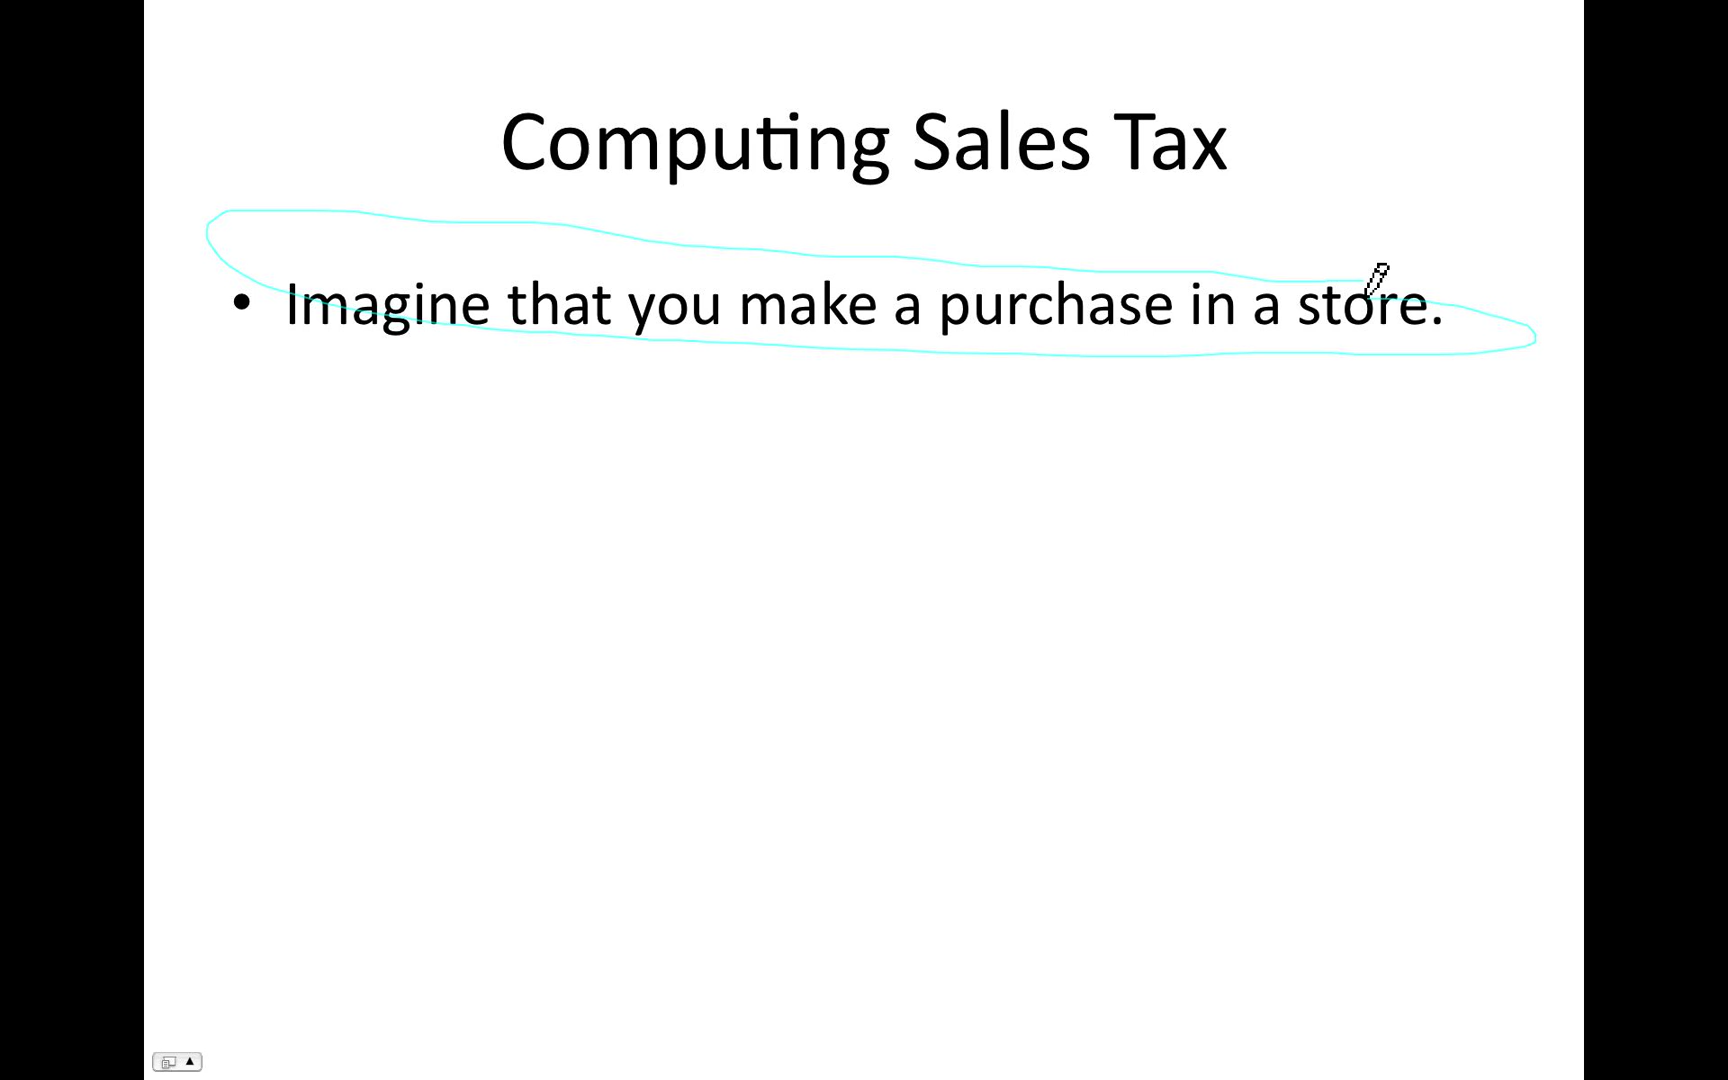 Computing Sales Tax
• Imagine that you make a purchase in a store.